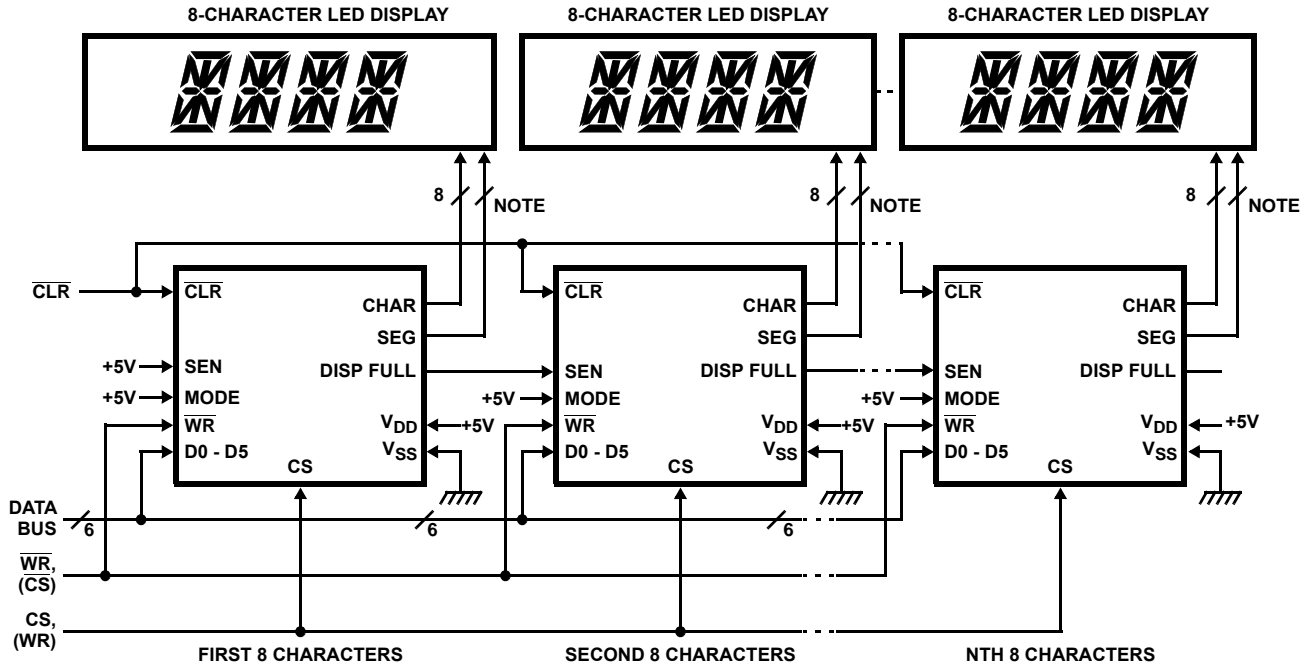 8-CHARACTER LED DISPLAY
8-CHARACTER LED DISPLAY
8-CHARACTER LED DISPLAY
8
NOTE
8
NOTE
8
NOTE
CLR
CLR
CHAR
SEG
+5V
SEN
DISP FULL
+5V
MODE
WR
VDD
+5V
D0 - D5
VSS
CS
CLR
CHAR
SEG
SEN
DISP FULL
+5V
MODE
WR
VDD
+5V
D0 - D5
VSS
CS
CLR
CHAR
SEG
SEN
DISP FULL
+5V
MODE
WR
VDD
+5V
D0 - D5
VSS
CS
DATA
BUS
6
6
6
WR,
(CS)
CS,
(WR)
FIRST 8 CHARACTERS
SECOND 8 CHARACTERS
NTH 8 CHARACTERS